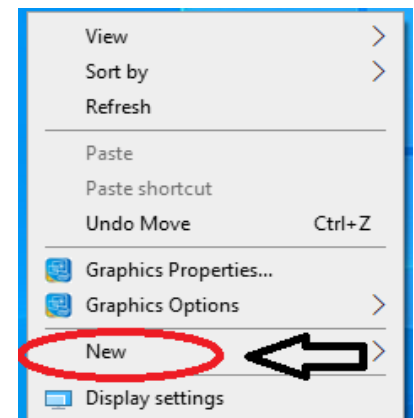 View
Sort by
Refresh
Paste
Paste shortcut
Undo Move Ctrl+Z
Graphics Properties...
Graphics Options
New
Display settings